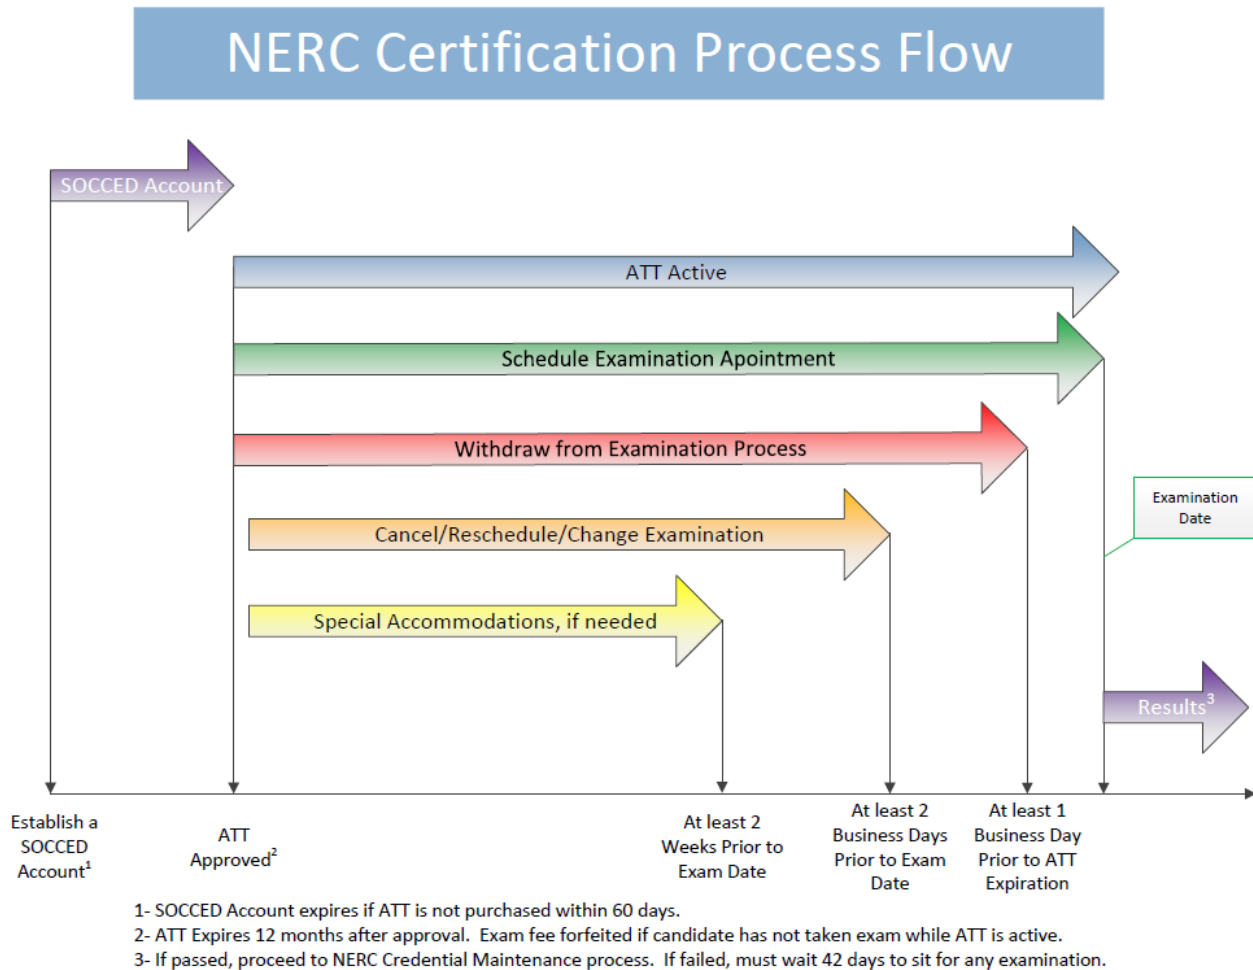 NERC Certification Process Flow
SOCCED Account
ATT Active
Schedule Examination Apointment
Withdraw from Examination Process
Examination
Date
Cancel/Reschedule/Change Examination
Special Accommodations, if needed
Results³
Establish a
SOCCED
Account¹
ATT
Approved²
At least 2
Weeks Prior to
Exam Date
At least 2
Business Days
Prior to Exam
Date
At least 1
Business Day
Prior to ATT
Expiration
1- SOCCED Account expires if ATT is not purchased within 60 days.
2- ATT Expires 12 months after approval.  Exam fee forfeited if candidate has not taken exam while ATT is active.
3- If passed, proceed to NERC Credential Maintenance process.  If failed, must wait 42 days to sit for any examination.